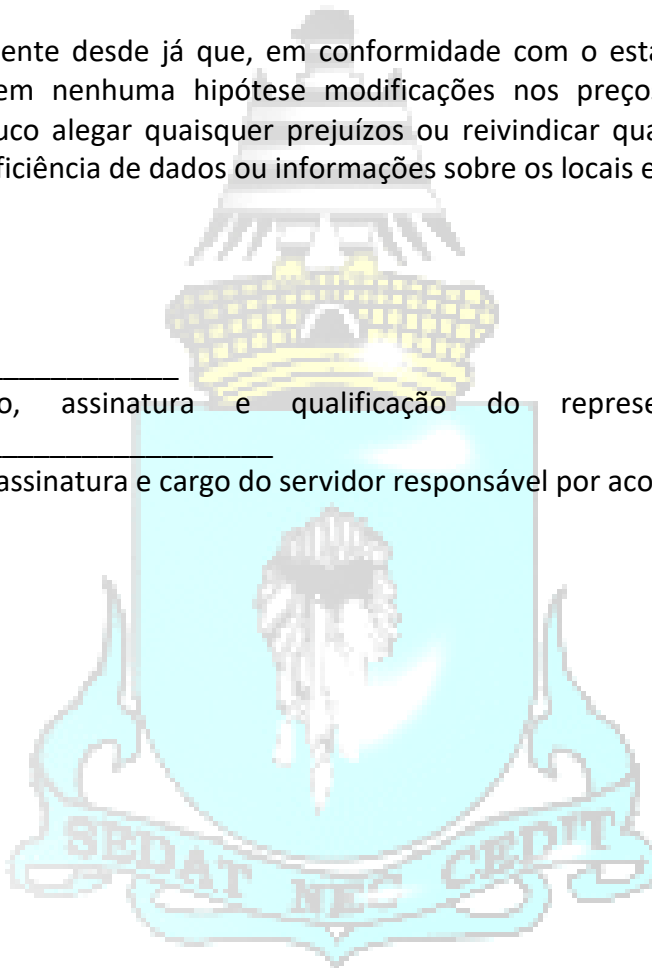 ente desde já que, em conformidade com o esta
em nenhuma hipótese modificações nos preço
uco alegar quaisquer prejuízos ou reivindicar qua
ficiência de dados ou informações sobre os locais e
____________
o, assinatura e qualificação do represe
__________________
assinatura e cargo do servidor responsável por aco
SEDAT NEC CEDIT